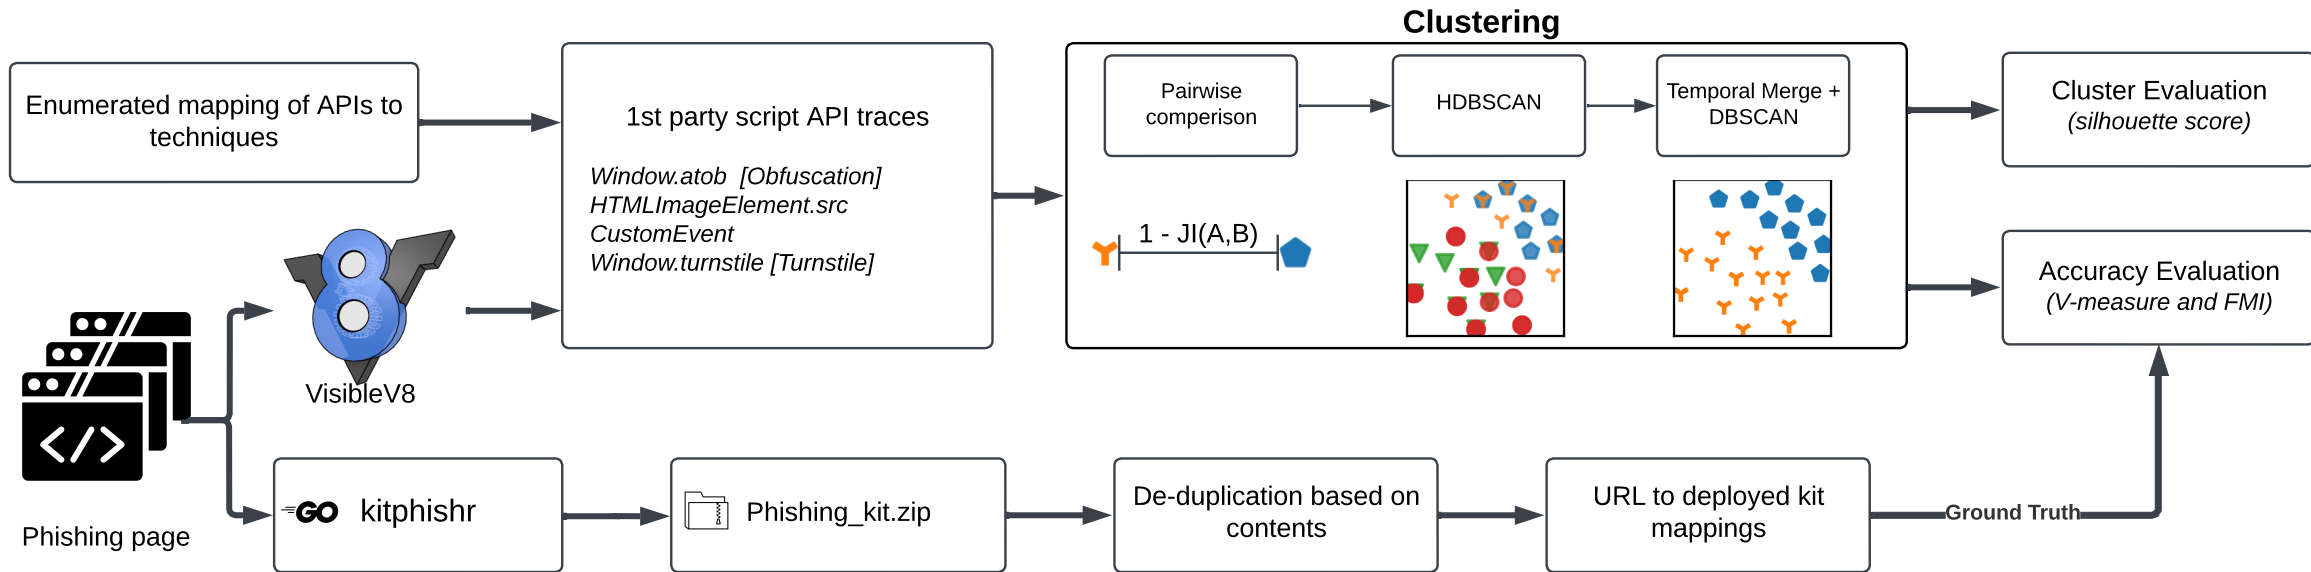 Clustering
Enumerated mapping of APIs to
techniques
1st party script API traces
Window.atob [Obfuscation]
HTMLImageElement.src
CustomEvent
Window.turnstile [Turnstile]
Pairwise
comparison
HDBSCAN
Temporal Merge +
DBSCAN
1 - JI(A,B)
Cluster Evaluation
(silhouette score)
Accuracy Evaluation
(V-measure and FMI)
VisibleV8
</>
Phishing page
GO
kitphishr
Phishing_kit.zip
De-duplication based on
contents
URL to deployed kit
mappings
Ground Truth